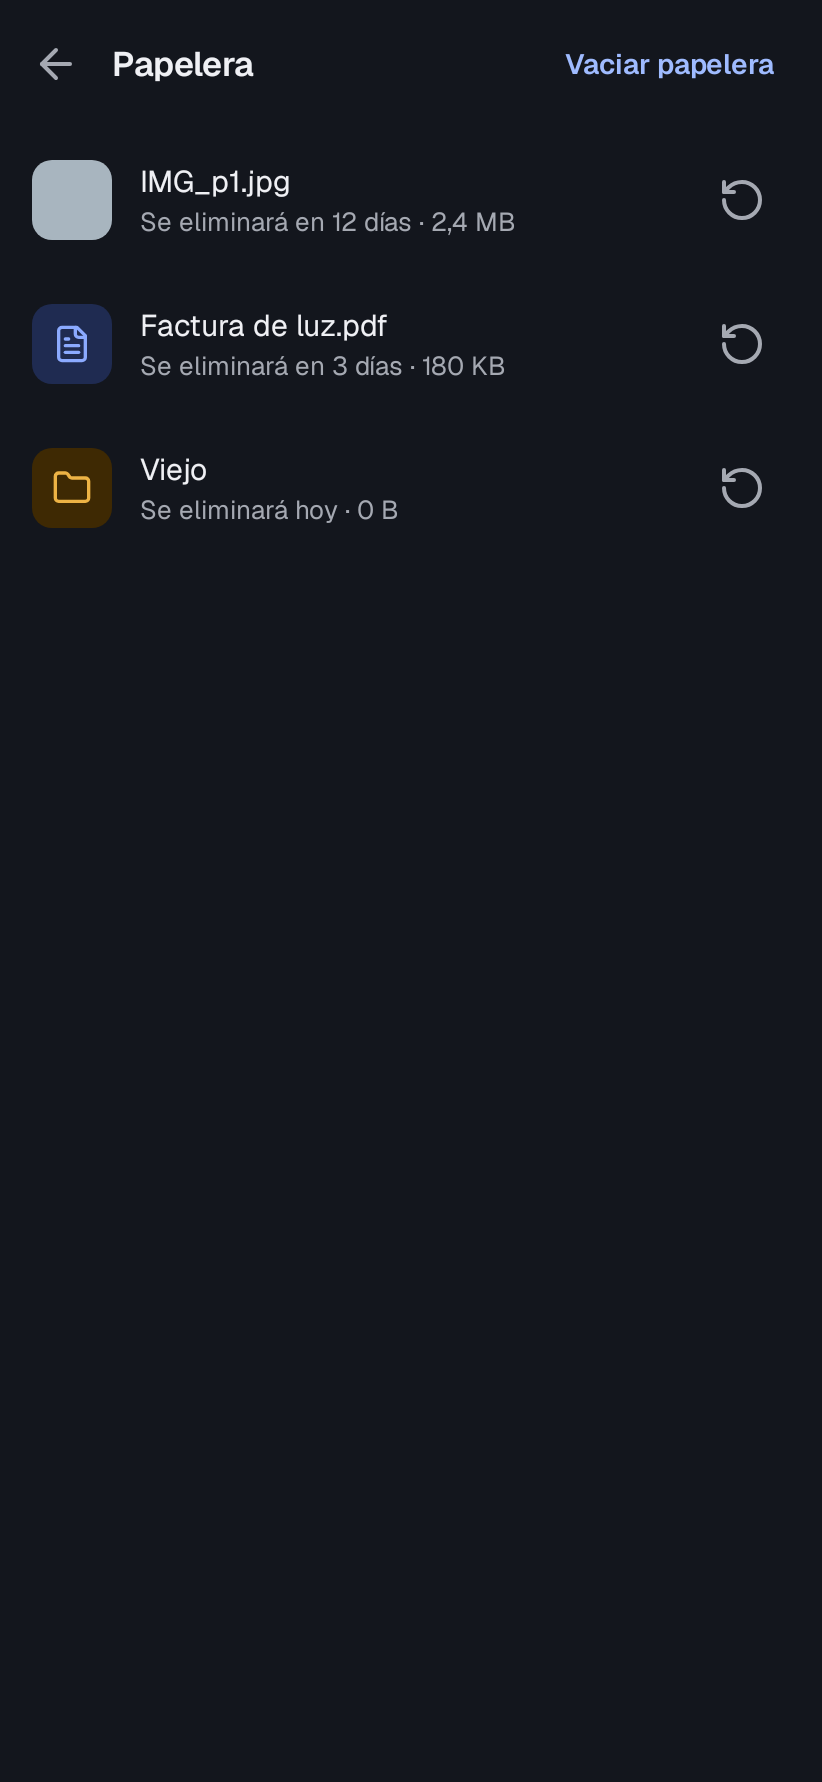 Papelera
Vaciar papelera
IMG_p1.jpg
Se eliminará en 12 días · 2,4 MB
Factura de luz.pdf
Se eliminará en 3 días · 180 KB
Viejo
Se eliminará hoy · 0 B